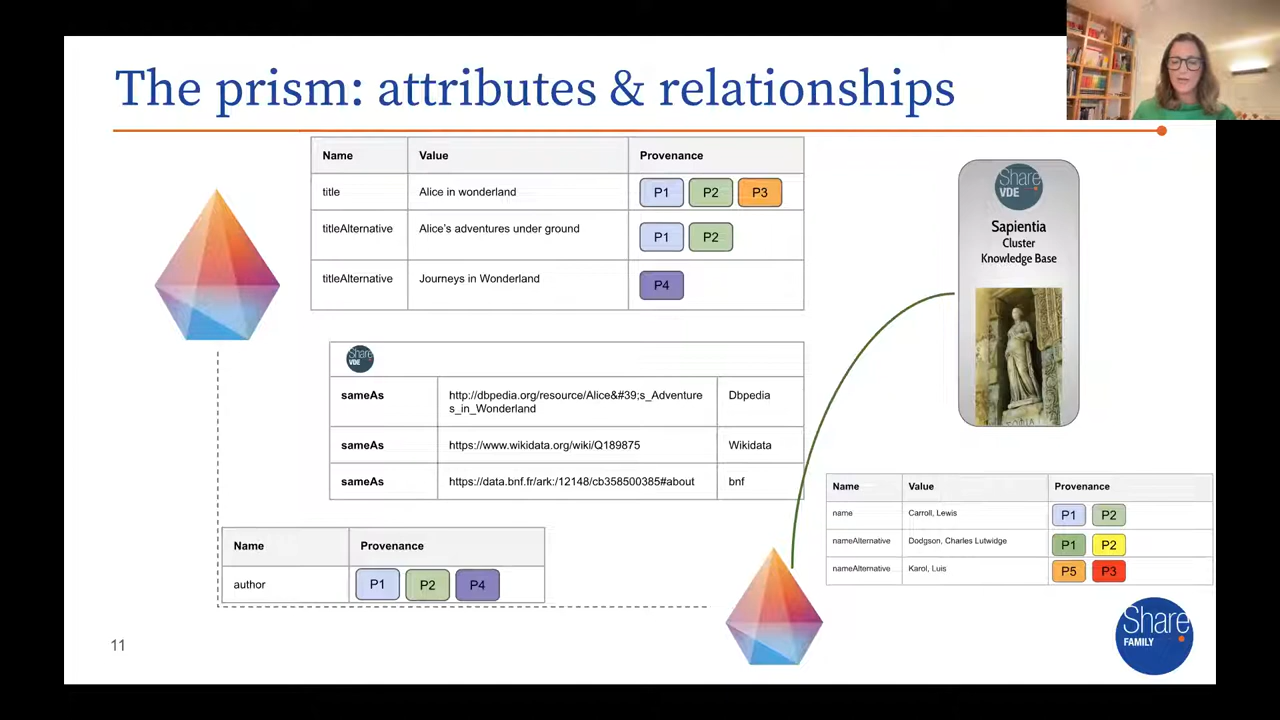 The prism: attributes & relationships
Name Value Provenance
title Alice in wonderland P1 P2 P3
titleAlternative Alice's adventures under ground P1 P2
titleAlternative Journeys in Wonderland P4
Share VDE
sameAs http://dbpedia.org/resource/Alice&#39;s_Adventure
s_in_Wonderland Dbpedia
sameAs https://www.wikidata.org/wiki/Q189875 Wikidata
sameAs https://data.bnf.fr/ark:/12148/cb358500385#about bnf
Name Provenance
author P1 P2 P4
Share
VDE
Sapientia
Cluster
Knowledge Base
Name Value Provenance
name Carroll, Lewis P1 P2
nameAlternative Dodgson, Charles Lutwidge P1 P2
nameAlternative Karol, Luis P5 P3
Share
FAMILY
11